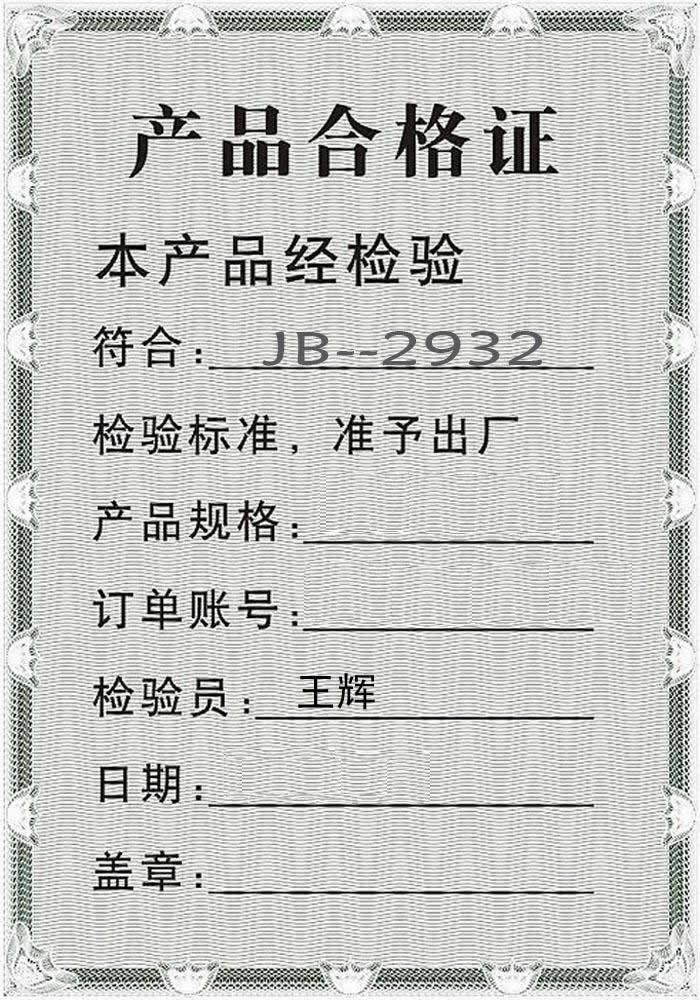 产品合格证
本产品经检验
符合: JB--2932
检验标准，准予出厂
产品规格:
订单账号:
检验员: 王辉
日期:
盖章: